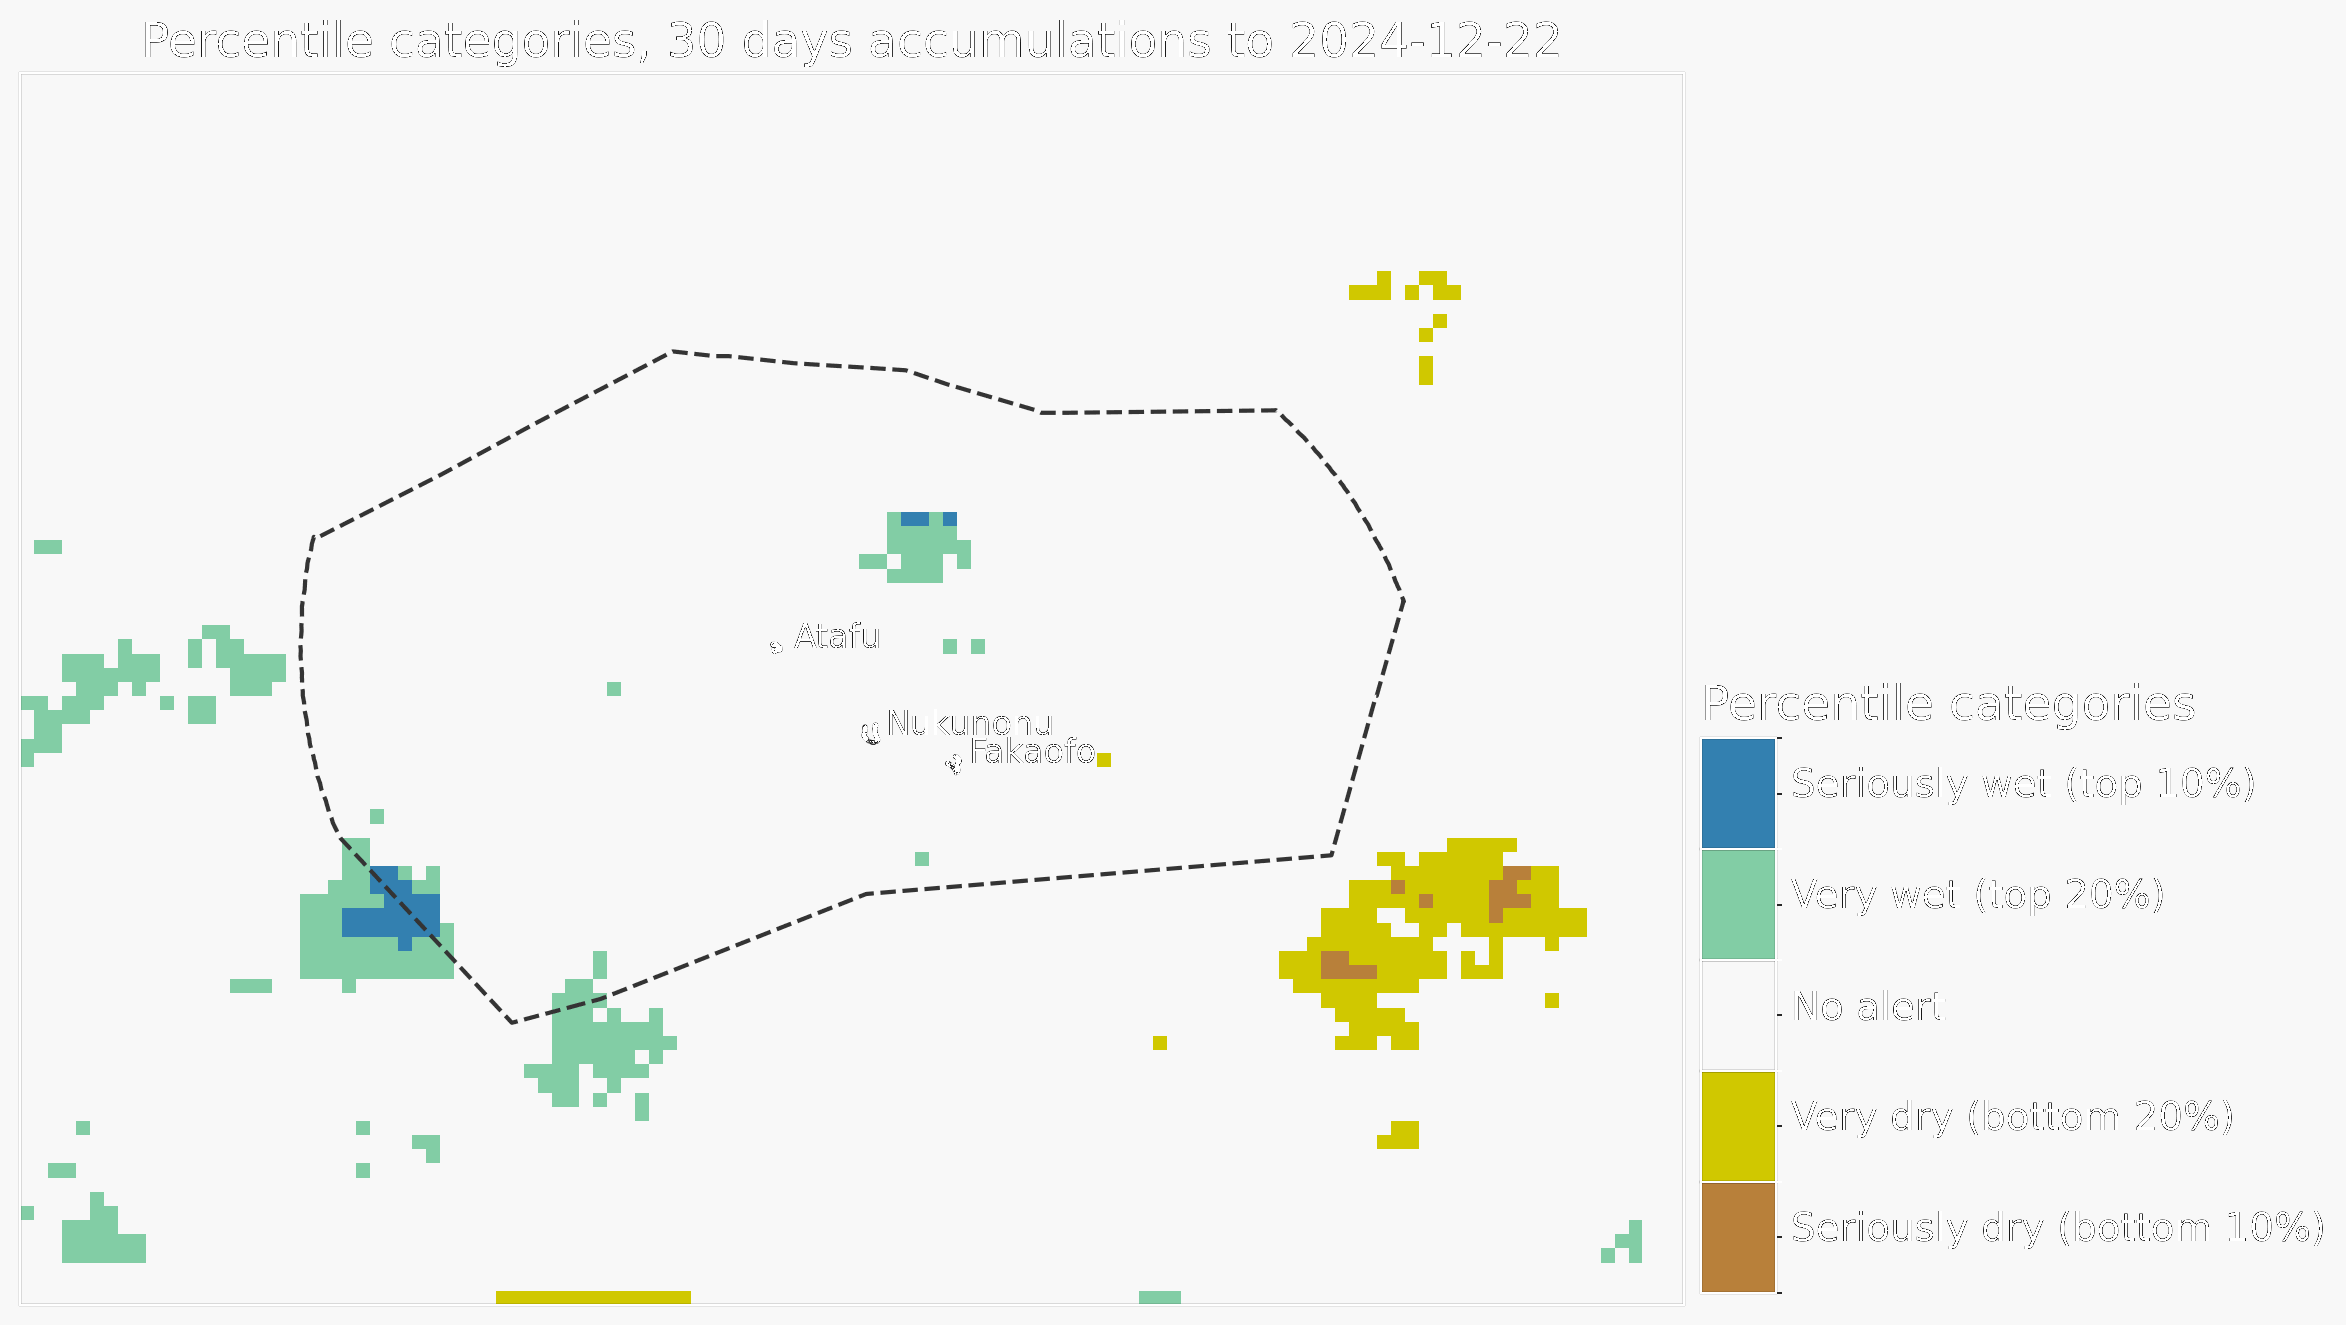 Percentile categories, 30 days accumulations to 2024-12-22
Atafu
Nukunonu
Fakaofo
Percentile categories
Seriously wet (top 10%)
Very wet (top 20%)
No alert
Very dry (bottom 20%)
Seriously dry (bottom 10%)